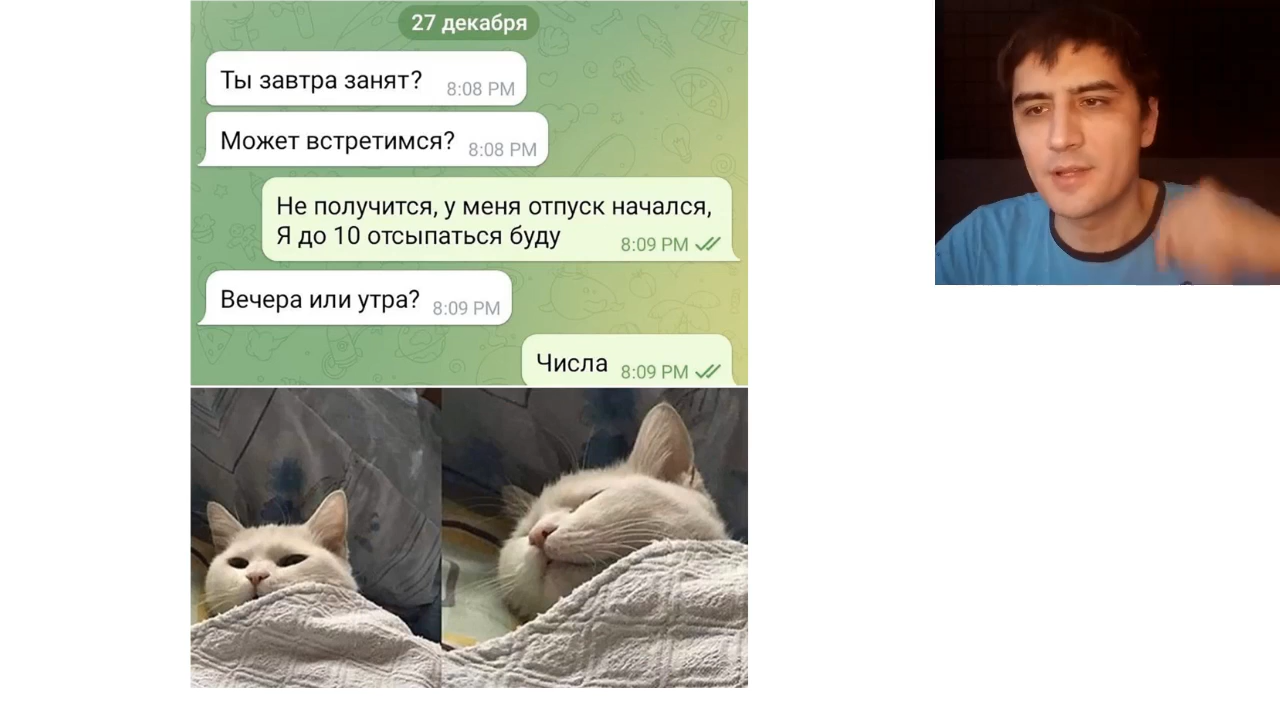 27 декабря
Ты завтра занят? 8:08 PM
Может встретимся? 8:08 PM
Не получится, у меня отпуск начался,
Я до 10 отсыпаться буду 8:09 PM
Вечера или утра? 8:09 PM
Числа 8:09 PM